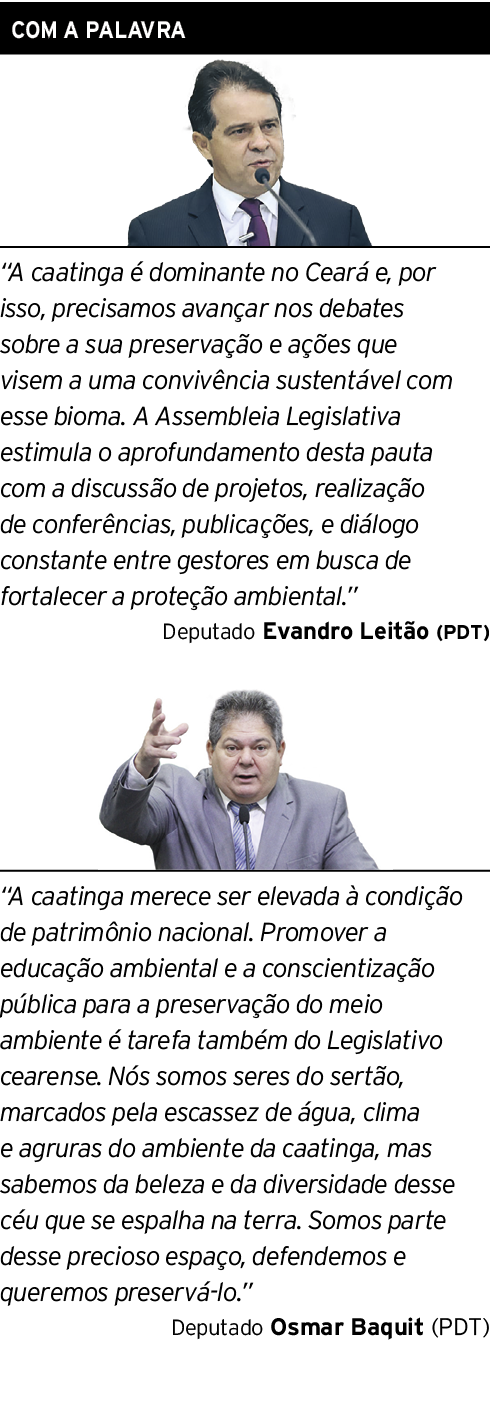 COM A PALAVRA
“A caatinga é dominante no Ceará e, por
isso, precisamos avançar nos debates
sobre a sua preservação e ações que
visem a uma convivência sustentável com
esse bioma. A Assembleia Legislativa
estimula o aprofundamento desta pauta
com a discussão de projetos, realização
de conferências, publicações, e diálogo
constante entre gestores em busca de
fortalecer a proteção ambiental.”
Deputado Evandro Leitão (PDT)
“A caatinga merece ser elevada à condição
de patrimônio nacional. Promover a
educação ambiental e a conscientização
pública para a preservação do meio
ambiente é tarefa também do Legislativo
cearense. Nós somos seres do sertão,
marcados pela escassez de água, clima
e agruras do ambiente da caatinga, mas
sabemos da beleza e da diversidade desse
céu que se espalha na terra. Somos parte
desse precioso espaço, defendemos e
queremos preservá-lo.”
Deputado Osmar Baquit (PDT)